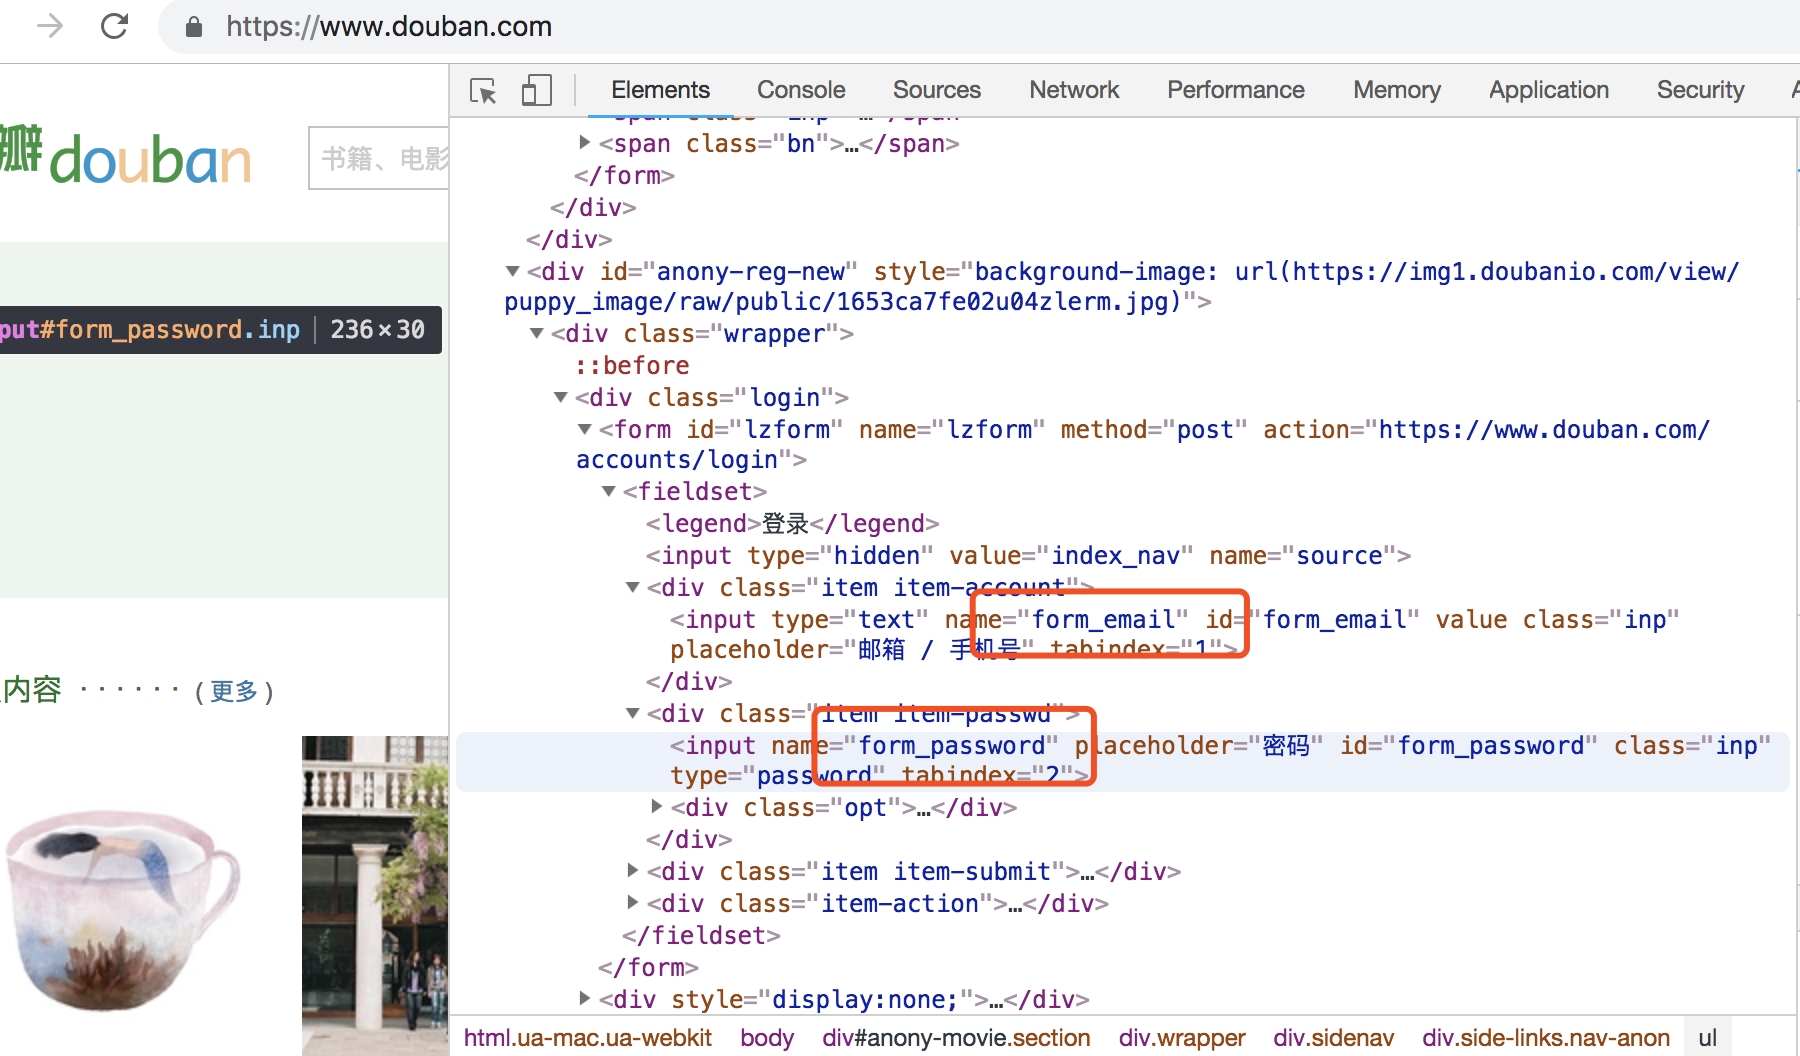 https://www.douban.com
Elements Console Sources Network Performance Memory Application Security
瓣douban
书籍、电影
▶<span class="bn">…</span>
</form>
</div>
</div>
▼<div id="anony-reg-new" style="background-image: url(https://img1.doubanio.com/view/
puppy_image/raw/public/1653ca7fe02u04zlerm.jpg)">
put#form_password.inp 236×30
▼<div class="wrapper">
::before
▼<div class="login">
▼<form id="lzform" name="lzform" method="post" action="https://www.douban.com/
accounts/login">
▼<fieldset>
<legend>登录</legend>
<input type="hidden" value="index_nav" name="source">
▼<div class="item item-account">
<input type="text" name="form_email" id="form_email" value class="inp"
placeholder="邮箱 / 手机号" tabindex="1">
</div>
内容 · · · · · · ( 更多 )
▼<div class="item item-passwd">
<input name="form_password" placeholder="密码" id="form_password" class="inp"
type="password" tabindex="2">
▶<div class="opt">…</div>
</div>
▶<div class="item item-submit">…</div>
▶<div class="item-action">…</div>
</fieldset>
</form>
▶<div style="display:none;">…</div>
html.ua-mac.ua-webkit body div#anony-movie.section div.wrapper div.sidenav div.side-links.nav-anon ul